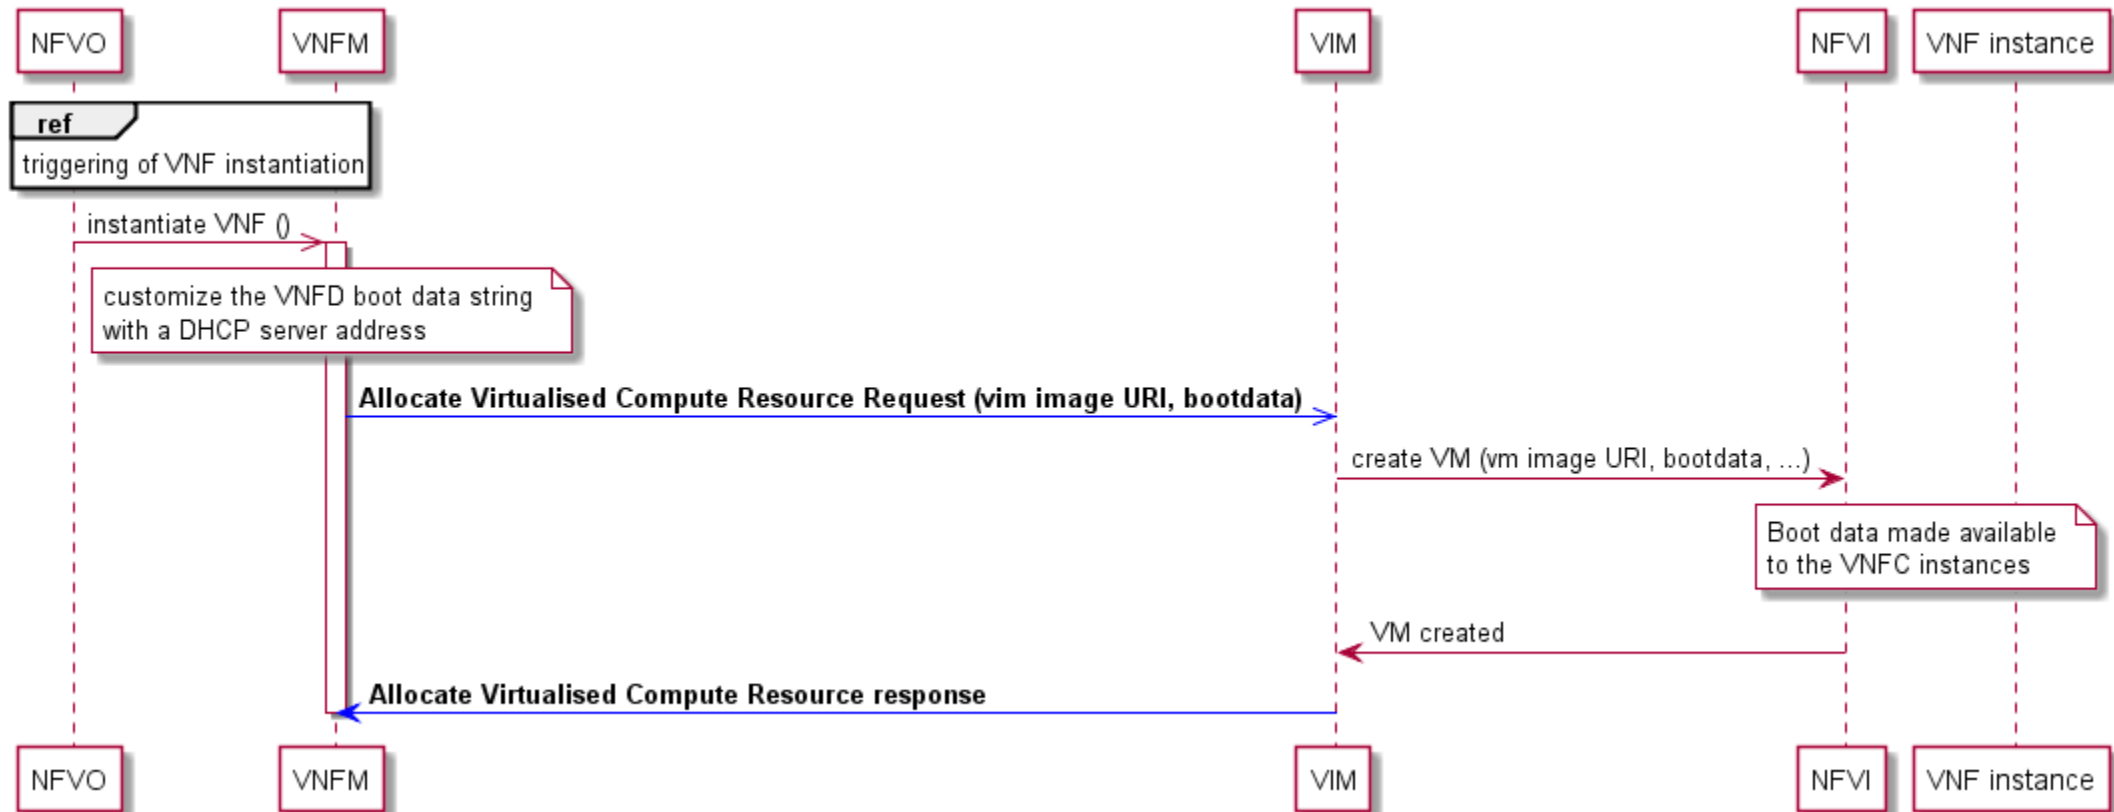 NFVO
VNFM
VIM
NFVI
VNF instance
ref
triggering of VNF instantiation
instantiate VNF ()
customize the VNFD boot data string
with a DHCP server address
Allocate Virtualised Compute Resource Request (vim image URI, bootdata)
create VM (vm image URI, bootdata, ...)
Boot data made available
to the VNFC instances
VM created
Allocate Virtualised Compute Resource response
NFVO
VNFM
VIM
NFVI
VNF instance